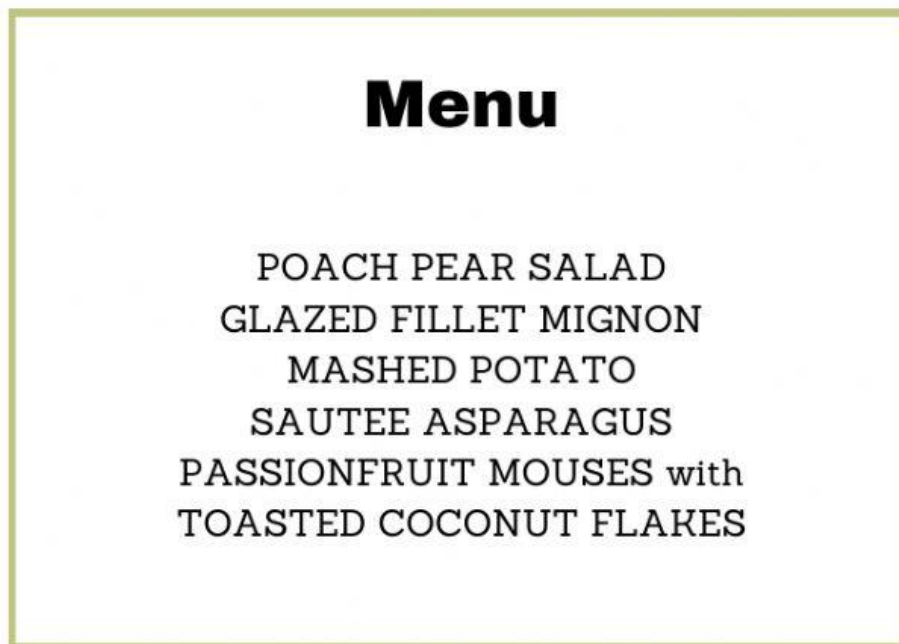 Menu
POACH PEAR SALAD
GLAZED FILLET MIGNON
MASHED POTATO
SAUTEE ASPARAGUS
PASSIONFRUIT MOUSES with
TOASTED COCONUT FLAKES